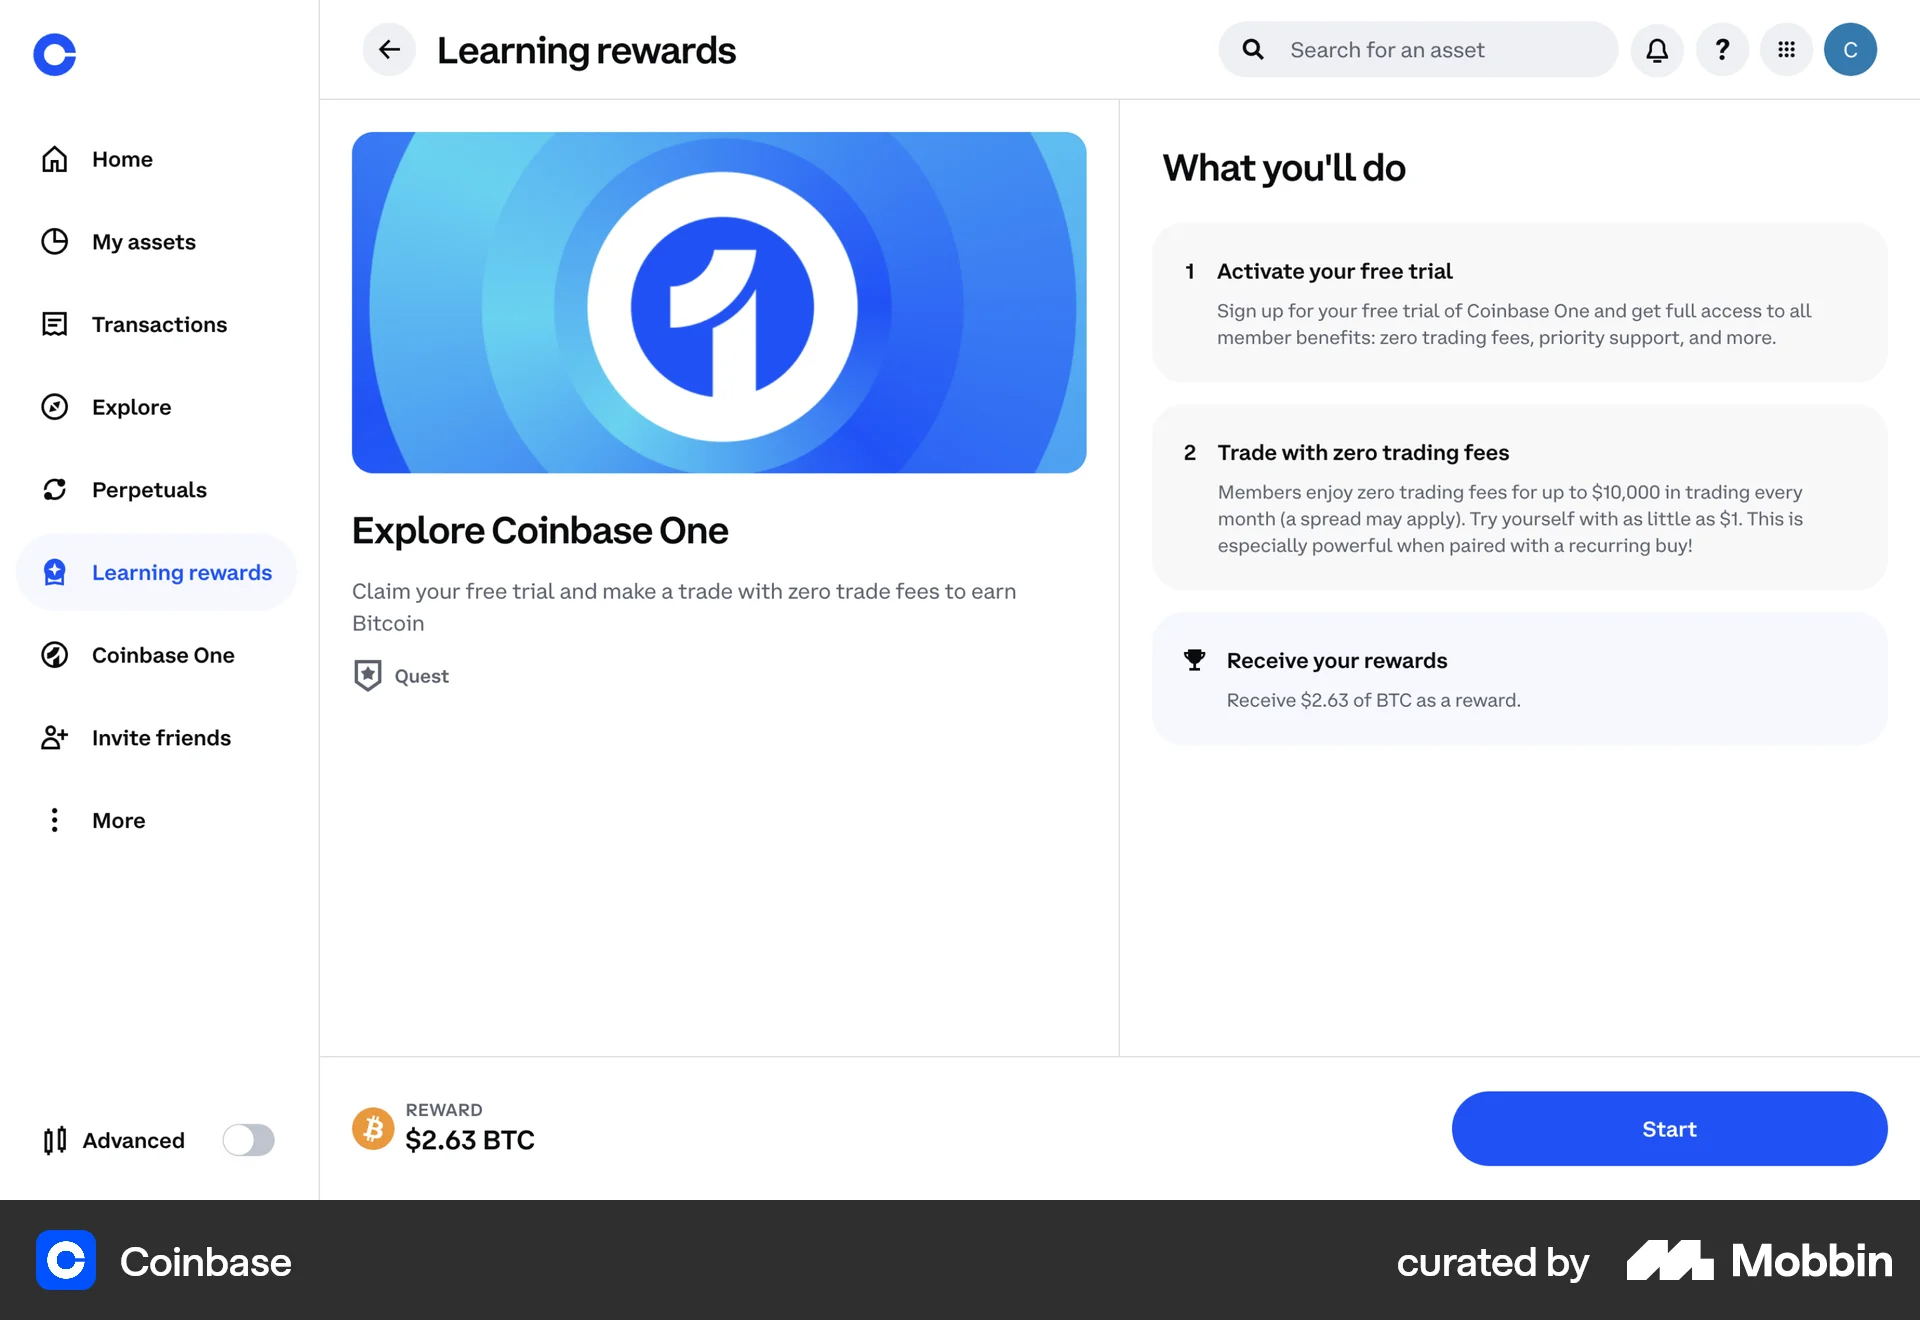 Learning rewards
Search for an asset
?
C
Home
My assets
Transactions
Explore
Perpetuals
Learning rewards
Coinbase One
Invite friends
More
Advanced
1
Explore Coinbase One
Claim your free trial and make a trade with zero trade fees to earn
Bitcoin
Quest
What you'll do
1 Activate your free trial
Sign up for your free trial of Coinbase One and get full access to all
member benefits: zero trading fees, priority support, and more.
2 Trade with zero trading fees
Members enjoy zero trading fees for up to $10,000 in trading every
month (a spread may apply). Try yourself with as little as $1. This is
especially powerful when paired with a recurring buy!
Receive your rewards
Receive $2.63 of BTC as a reward.
REWARD
$2.63 BTC
Start
Coinbase
curated by Mobbin